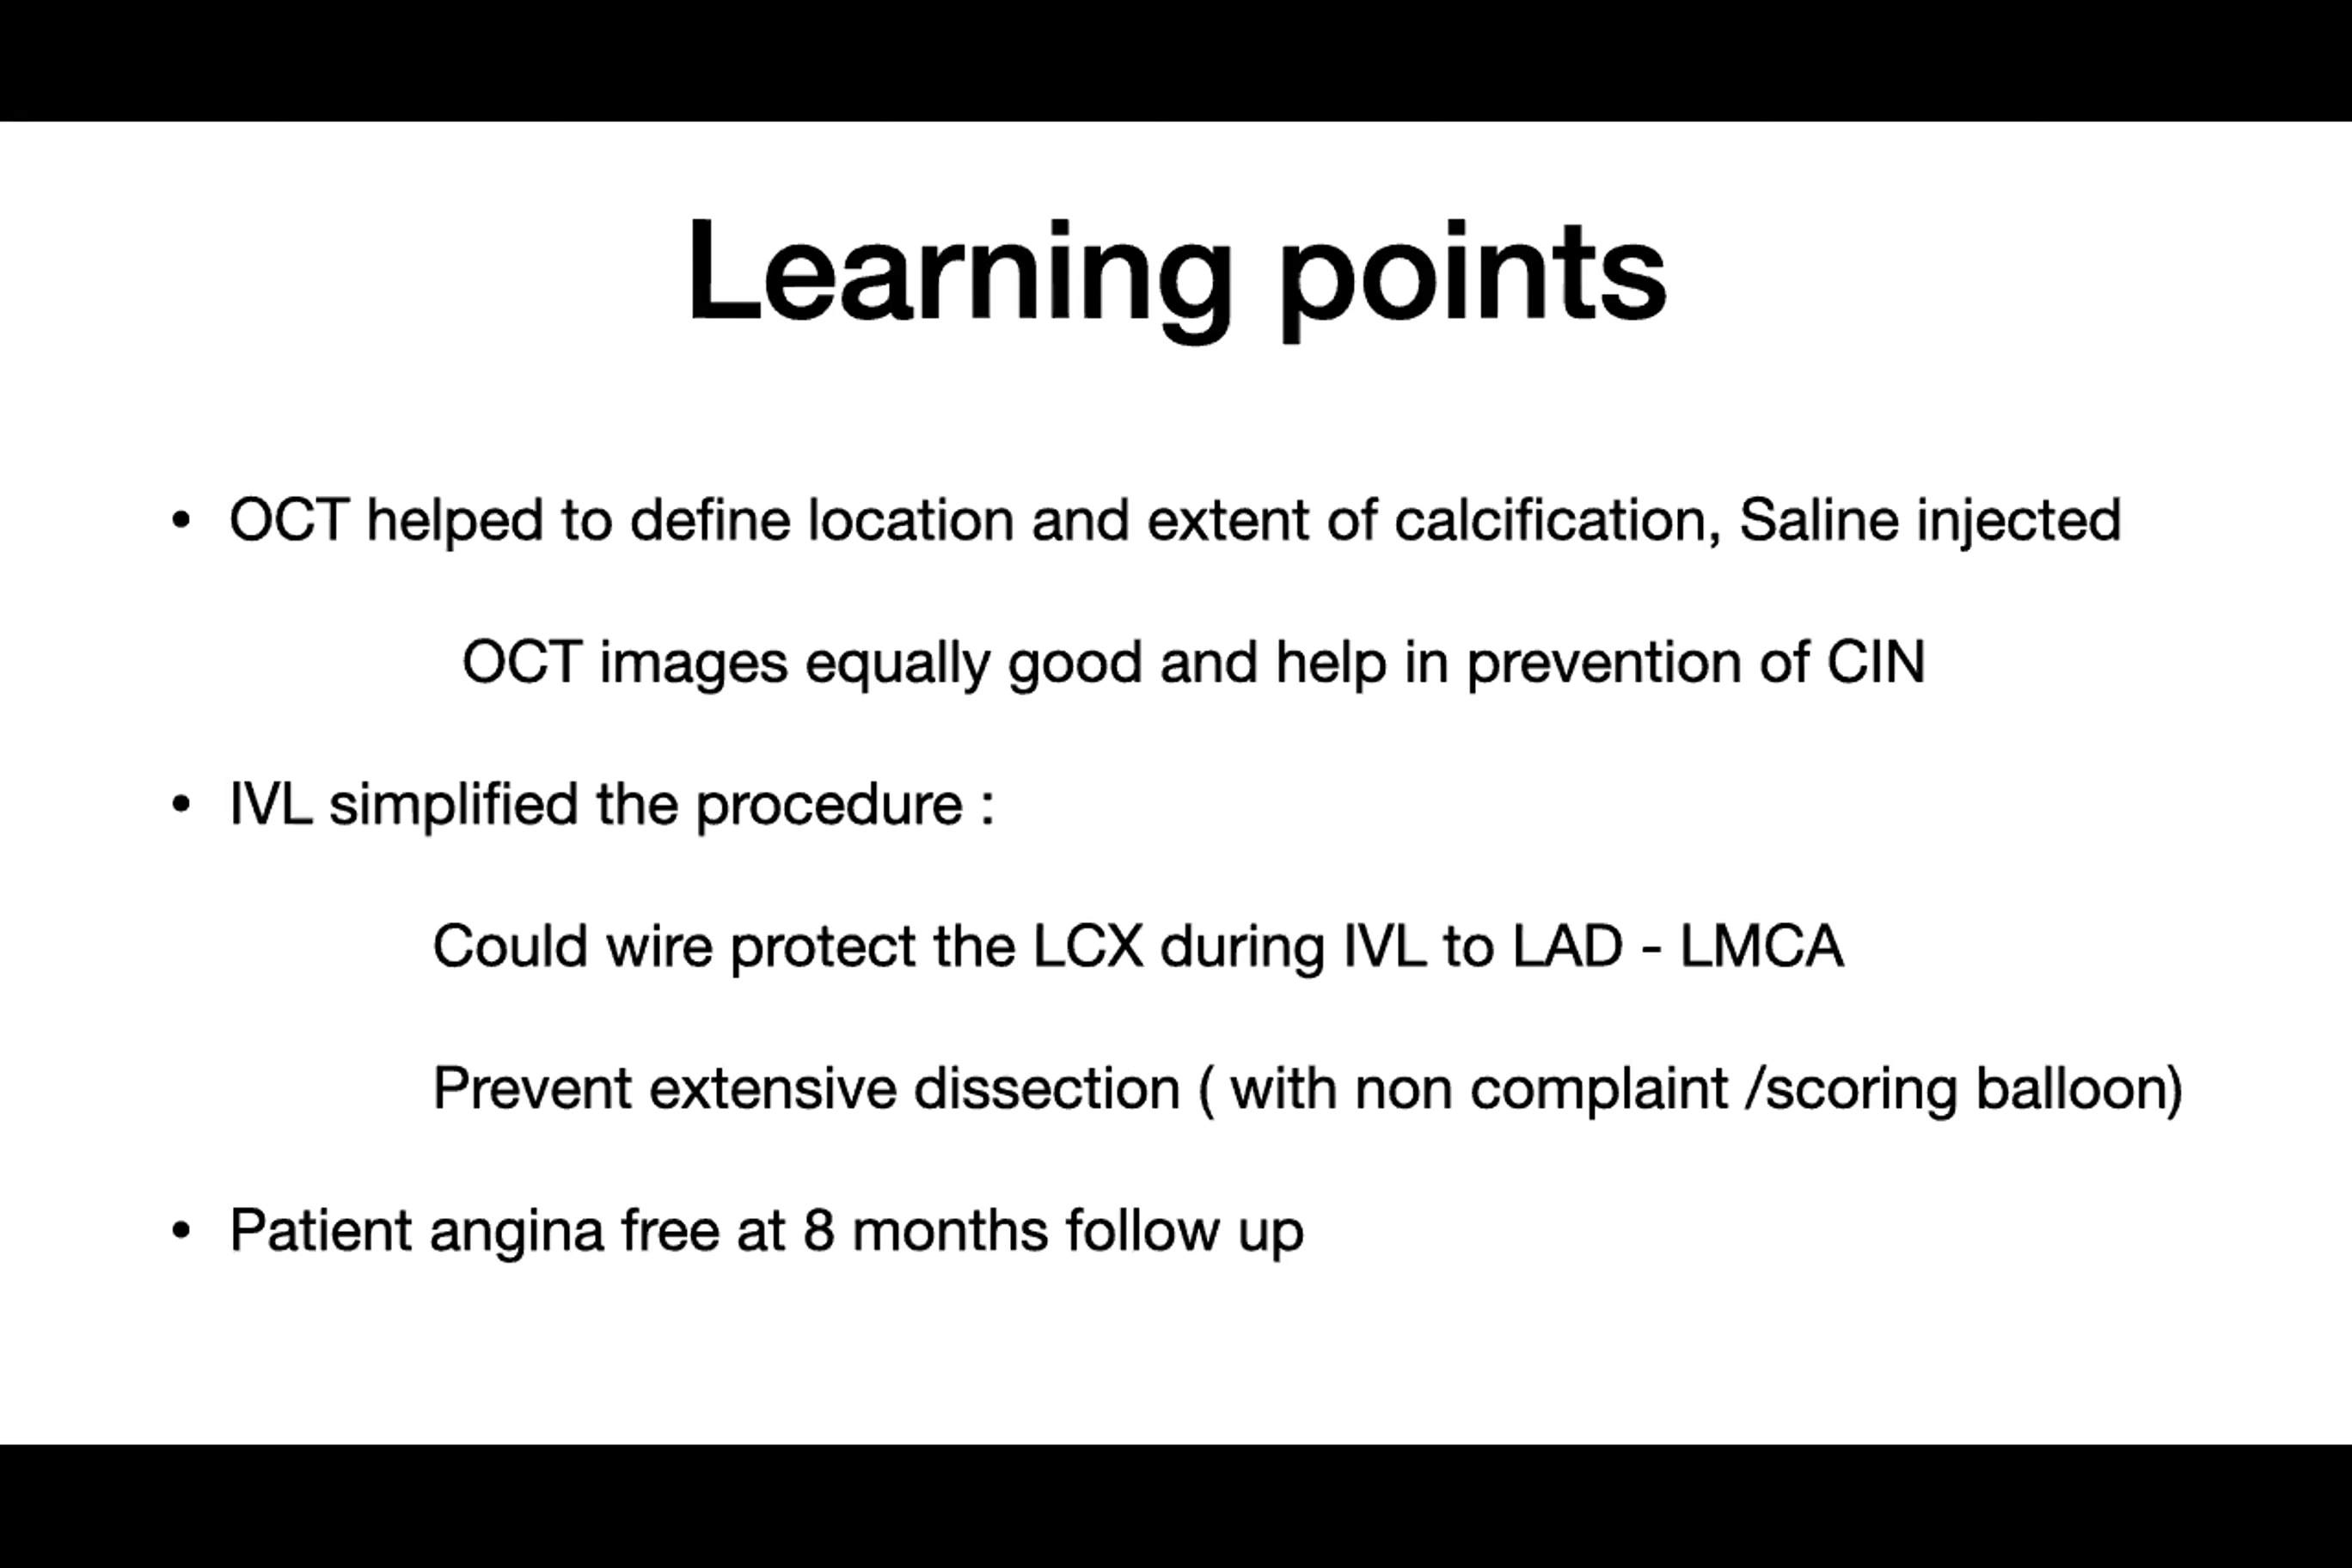 Learning points
• OCT helped to define location and extent of calcification, Saline injected
OCT images equally good and help in prevention of CIN
• IVL simplified the procedure :
Could wire protect the LCX during IVL to LAD - LMCA
Prevent extensive dissection ( with non complaint /scoring balloon)
• Patient angina free at 8 months follow up